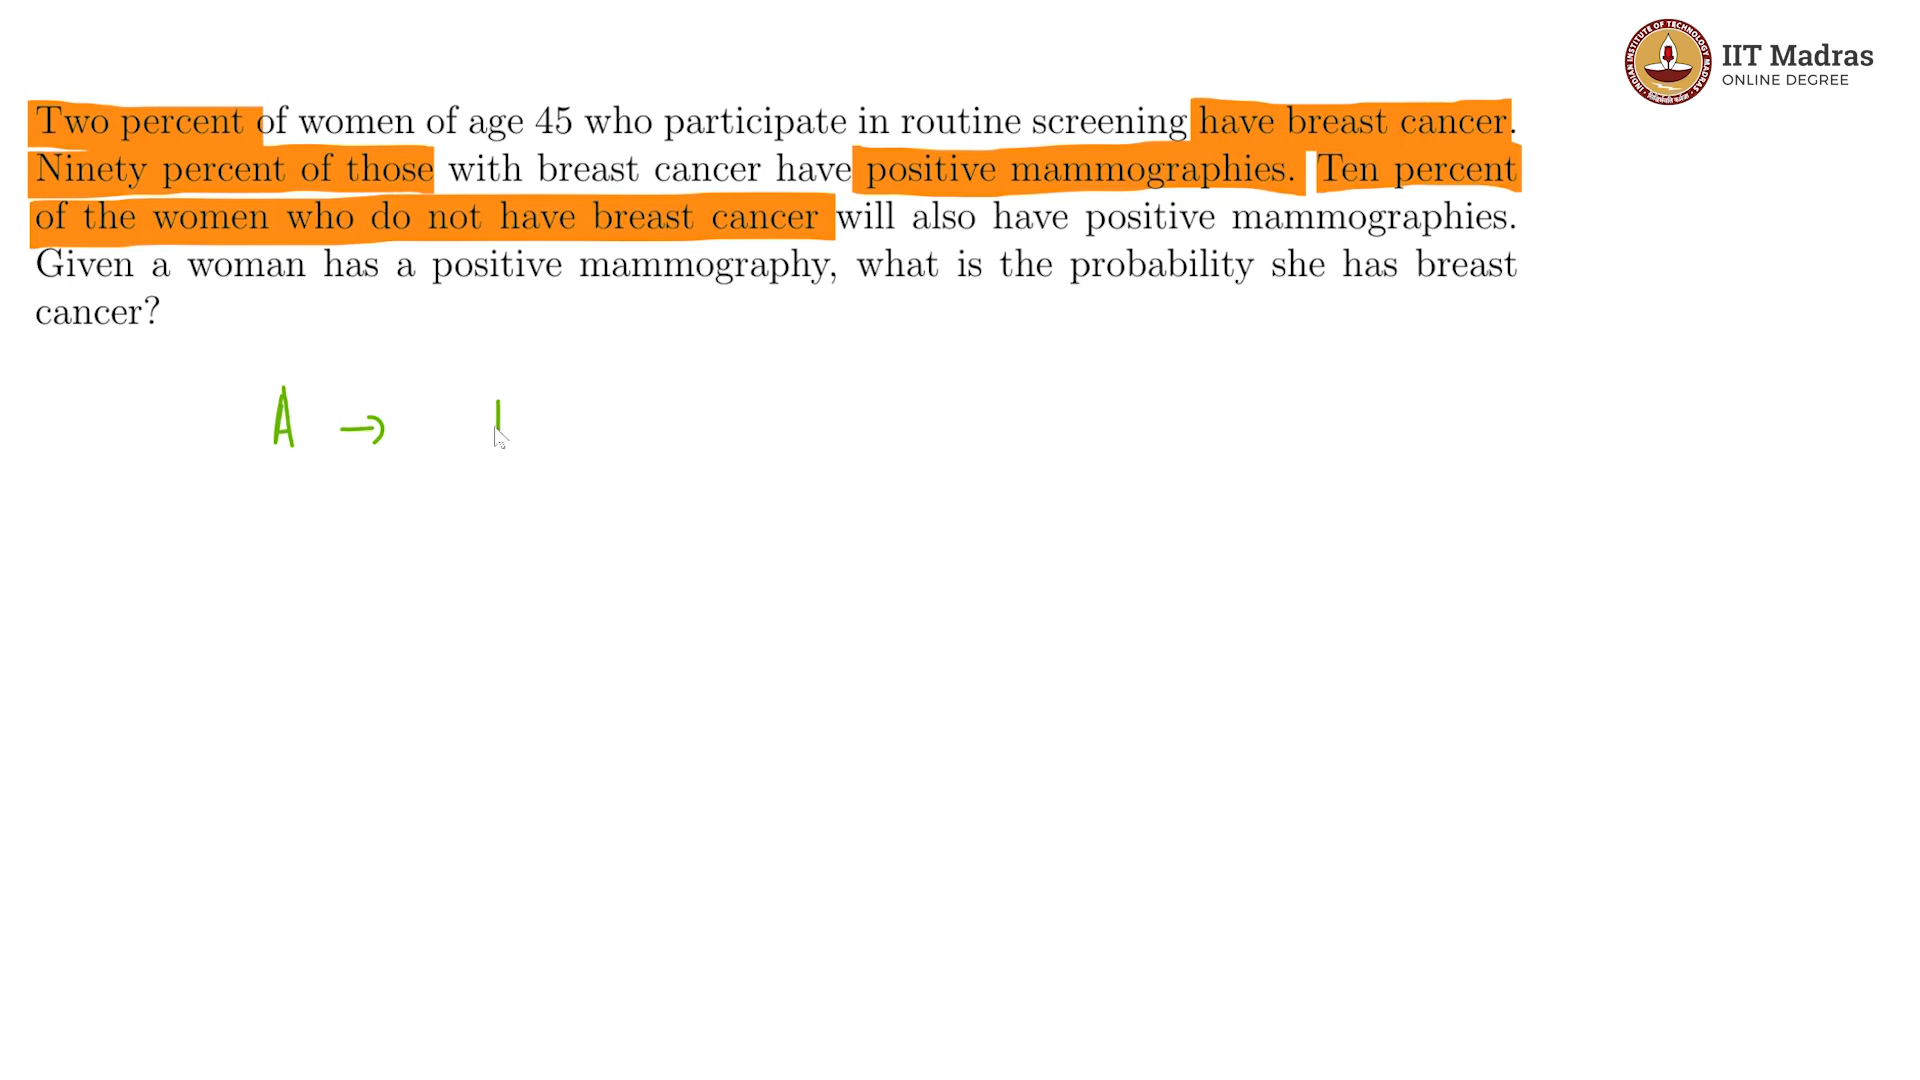 IIT Madras
ONLINE DEGREE
Two percent of women of age 45 who participate in routine screening have breast cancer.
Ninety percent of those with breast cancer have positive mammographies. Ten percent
of the women who do not have breast cancer will also have positive mammographies.
Given a woman has a positive mammography, what is the probability she has breast
cancer?
A →